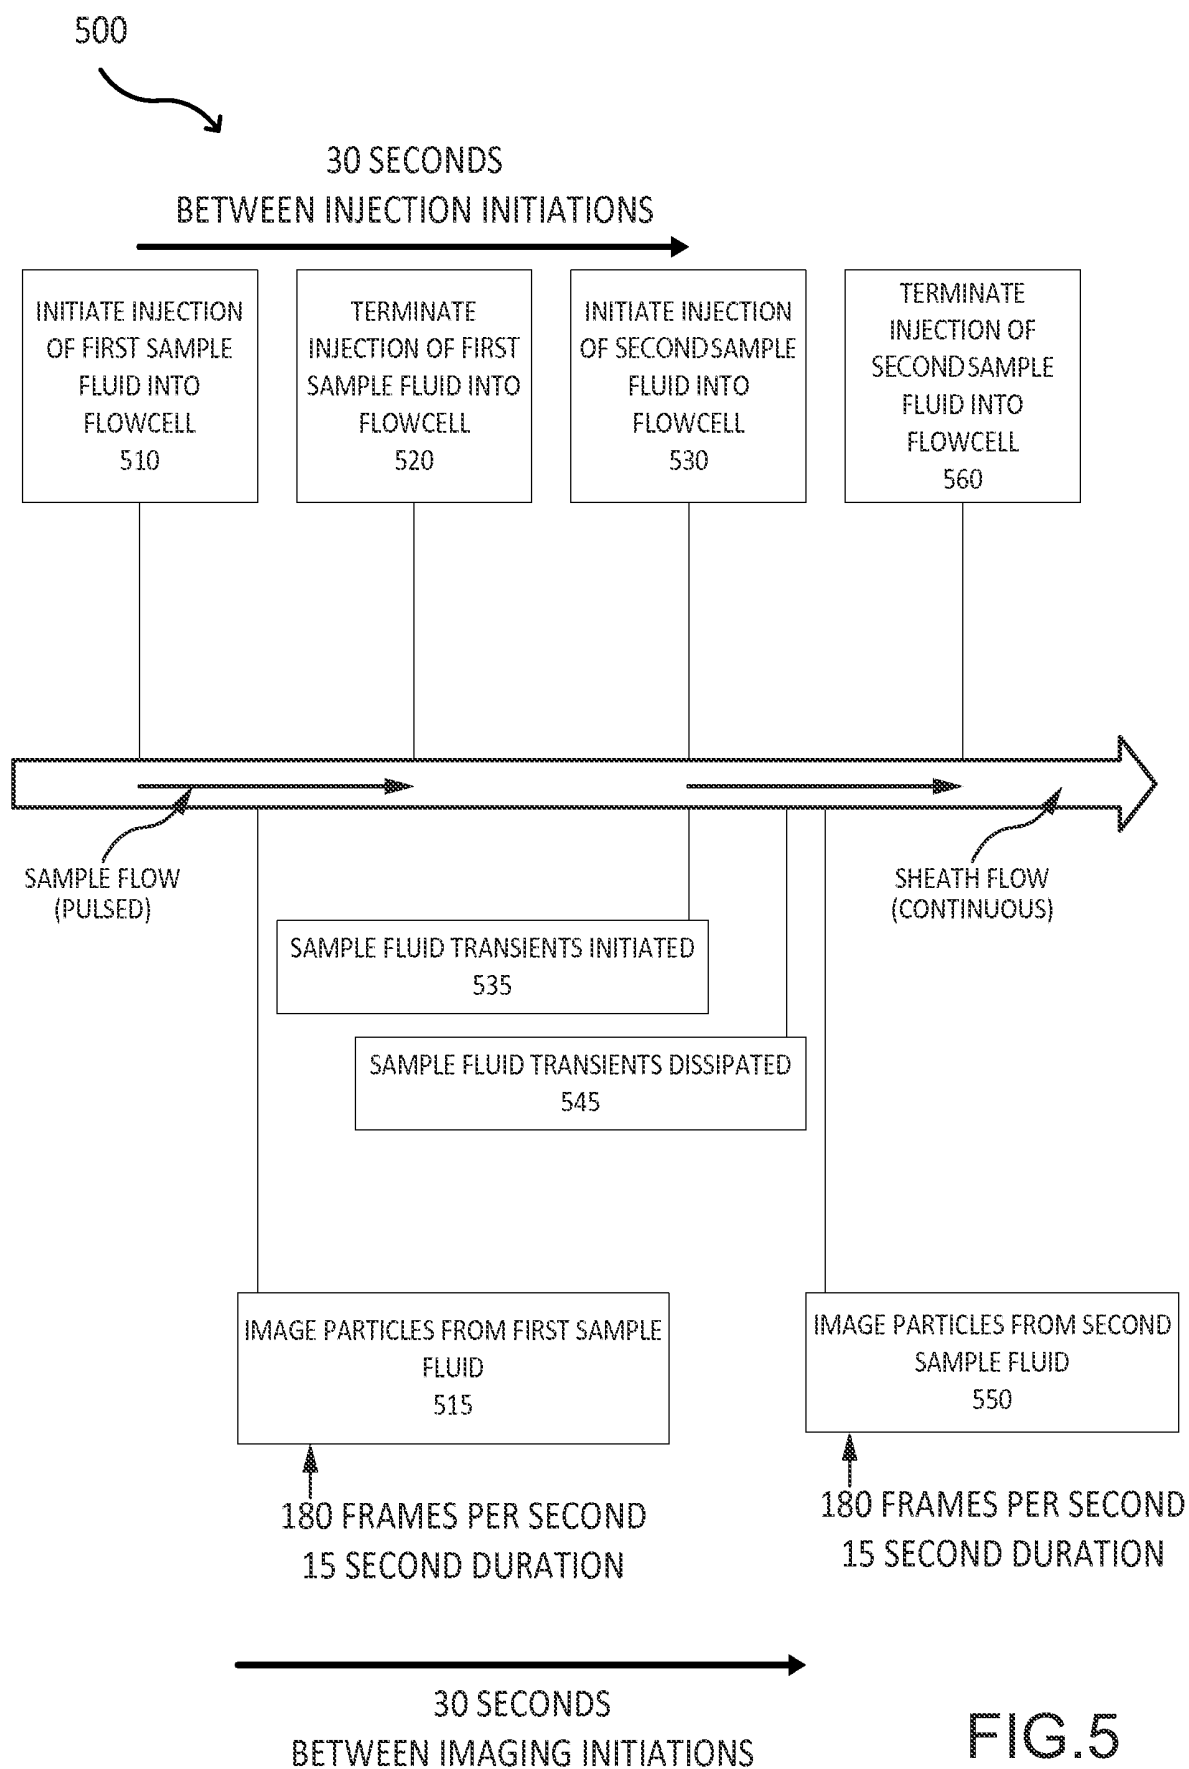 500
30 SECONDS
BETWEEN INJECTION INITIATIONS
INITIATE INJECTION
OF FIRST SAMPLE
FLUID INTO
FLOWCELL
510
TERMINATE
INJECTION OF FIRST
SAMPLE FLUID INTO
FLOWCELL
520
INITIATE INJECTION
OF SECOND SAMPLE
FLUID INTO
FLOWCELL
530
TERMINATE
INJECTION OF
SECOND SAMPLE
FLUID INTO
FLOWCELL
560
SAMPLE FLOW
(PULSED)
SHEATH FLOW
(CONTINUOUS)
SAMPLE FLUID TRANSIENTS INITIATED
535
SAMPLE FLUID TRANSIENTS DISSIPATED
545
IMAGE PARTICLES FROM FIRST SAMPLE
FLUID
515
IMAGE PARTICLES FROM SECOND
SAMPLE FLUID
550
180 FRAMES PER SECOND
15 SECOND DURATION
180 FRAMES PER SECOND
15 SECOND DURATION
30 SECONDS
BETWEEN IMAGING INITIATIONS
FIG.5